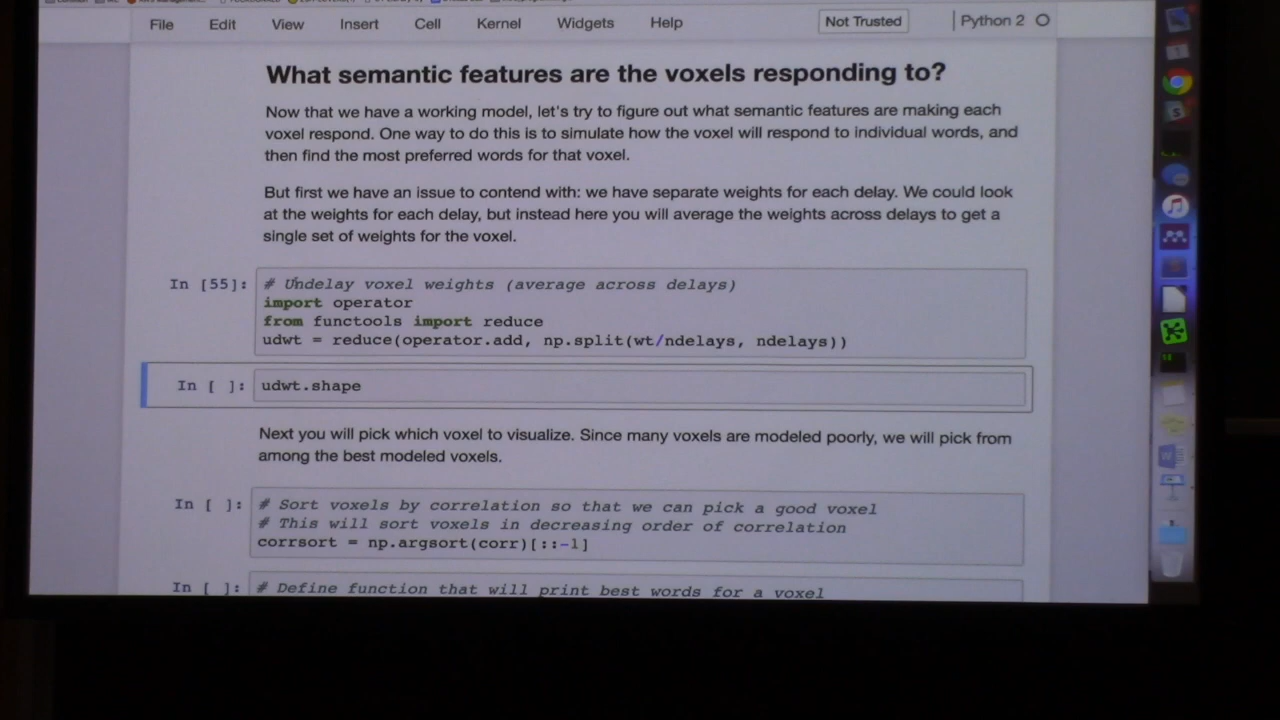 File Edit View Insert Cell Kernel Widgets Help Not Trusted Python 2
What semantic features are the voxels responding to?
Now that we have a working model, let's try to figure out what semantic features are making each
voxel respond. One way to do this is to simulate how the voxel will respond to individual words, and
then find the most preferred words for that voxel.
But first we have an issue to contend with: we have separate weights for each delay. We could look
at the weights for each delay, but instead here you will average the weights across delays to get a
single set of weights for the voxel.
In [55]: # Undelay voxel weights (average across delays)
import operator
from functools import reduce
udwt = reduce(operator.add, np.split(wt/ndelays, ndelays))
In [ ]: udwt.shape
Next you will pick which voxel to visualize. Since many voxels are modeled poorly, we will pick from
among the best modeled voxels.
In [ ]: # Sort voxels by correlation so that we can pick a good voxel
# This will sort voxels in decreasing order of correlation
corrsort = np.argsort(corr)[::-1]
In [ ]: # Define function that will print best words for a voxel